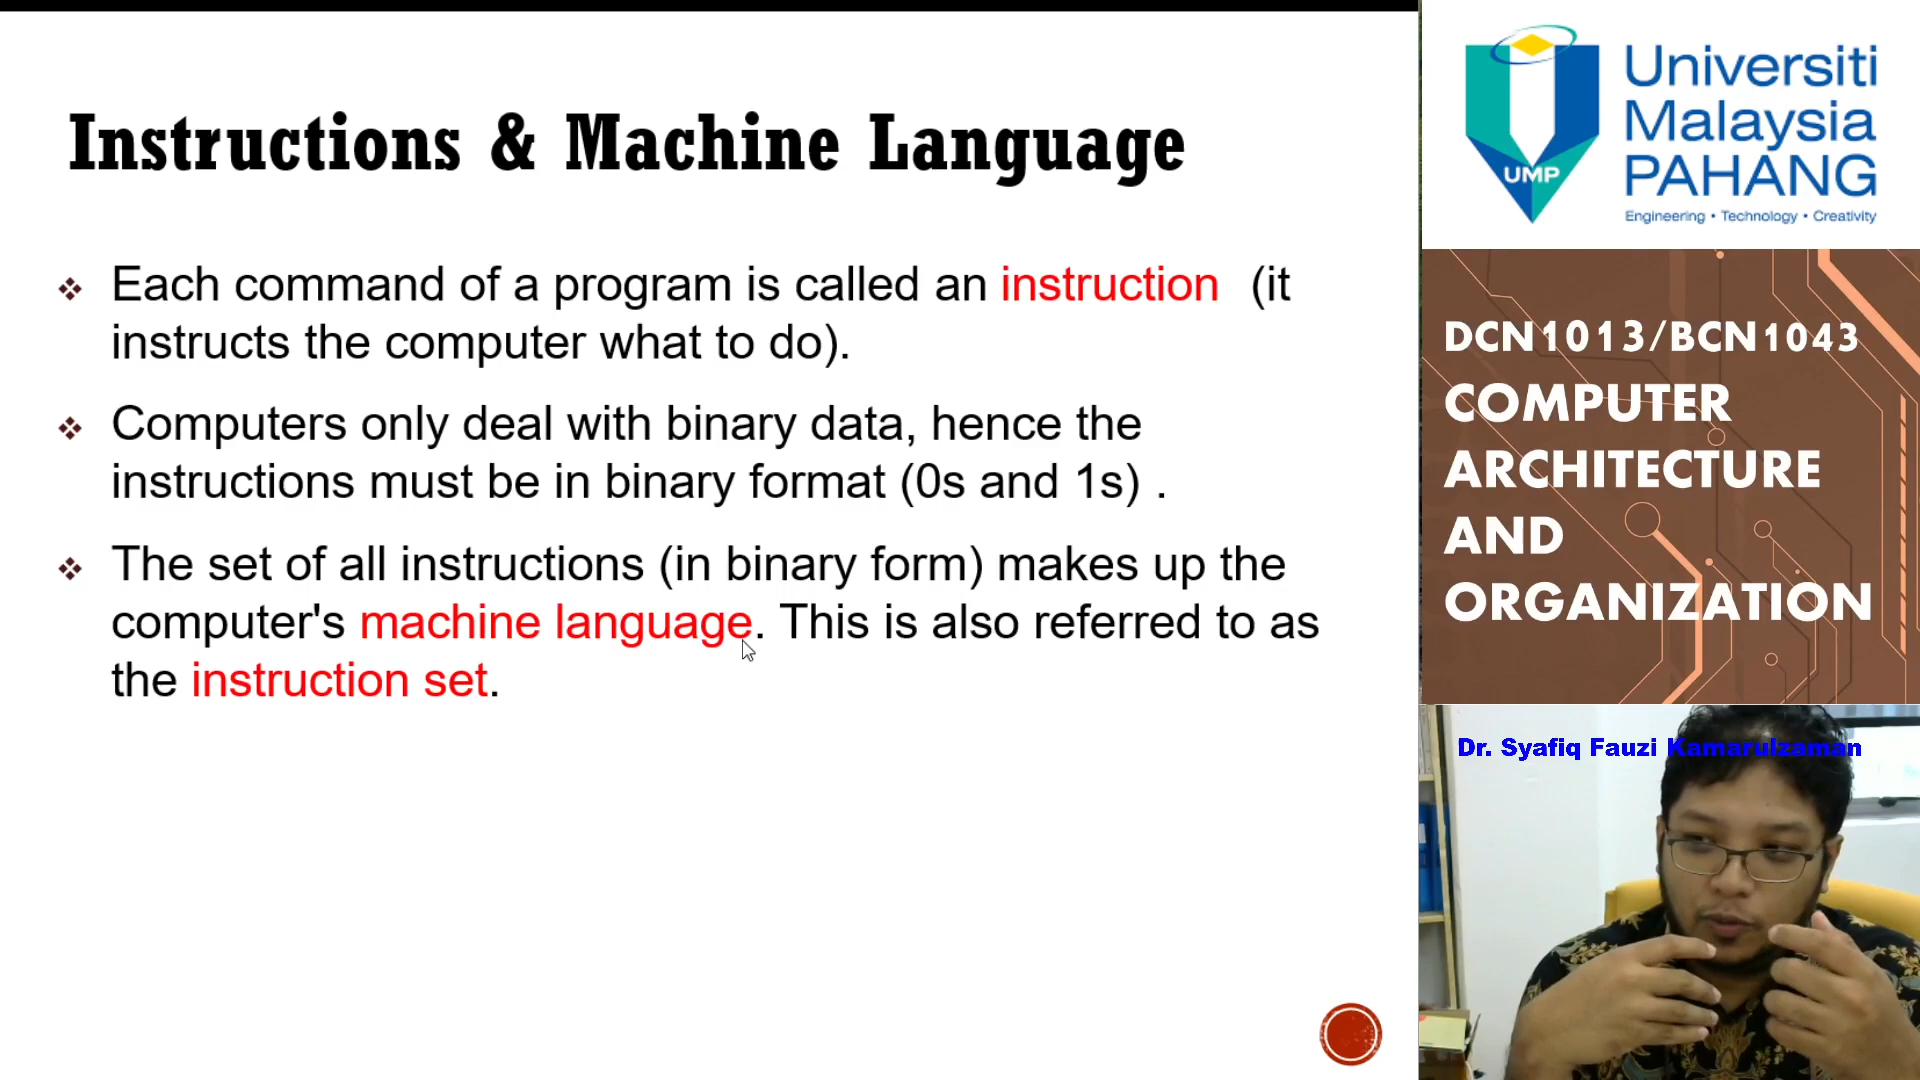 Instructions & Machine Language
❖ Each command of a program is called an instruction (it
instructs the computer what to do).
❖ Computers only deal with binary data, hence the
instructions must be in binary format (0s and 1s) .
❖ The set of all instructions (in binary form) makes up the
computer's machine language. This is also referred to as
the instruction set.
Universiti
Malaysia
PAHANG
UMP
Engineering • Technology • Creativity
DCN1013/BCN1043
COMPUTER
ARCHITECTURE
AND
ORGANIZATION
Dr. Syafiq Fauzi Kamarulzaman